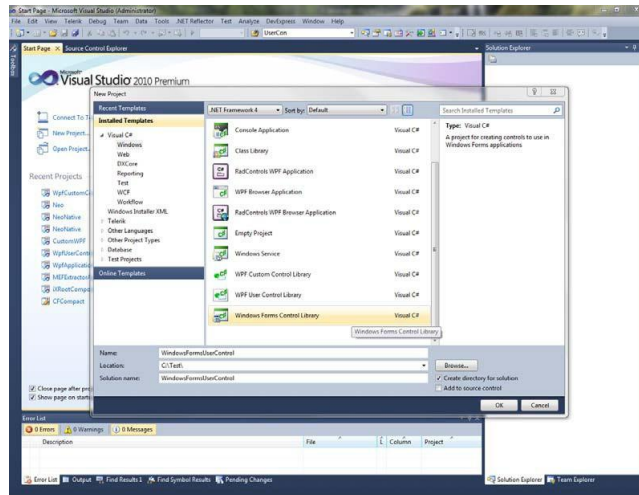 Start Page - Microsoft Visual Studio (Administrator)
File Edit View Telerik Debug Team Data Tools .NET Reflector Test Analyze DevExpress Window Help
UserCon
Start Page Source Control Explorer
Solution Explorer
Toolbox
Microsoft
Visual Studio 2010 Premium
Connect To T
New Project...
Open Project...
Recent Projects
WpfCustomCo
Neo
NeoNative
NeoNative
CustomWPF
WpfUserConti
WpfApplicatio
MEFExtractor
CFCompact
Close page after pro
Show page on startu
New Project
Recent Templates
Installed Templates
Visual C#
Windows
Web
DXCore
Reporting
Test
WCF
Workflow
Windows Installer XML
Telerik
Other Languages
Other Project Types
Database
Test Projects
Online Templates
.NET Framework 4 Sort by: Default
Console Application Visual C#
Class Library Visual C#
RadControls WPF Application Visual C#
WPF Browser Application Visual C#
RadControls WPF Browser Application Visual C#
Empty Project Visual C#
Windows Service Visual C#
WPF Custom Control Library Visual C#
WPF User Control Library Visual C#
Windows Forms Control Library Visual C#
Windows Forms Control Library
Search Installed Templates
Type: Visual C#
A project for creating controls to use in
Windows Forms applications
Name: WindowsFormsUserControl
Location: C:\Test\
Browse...
Solution name: WindowsFormsUserControl
Create directory for solution
Add to source control
OK Cancel
Error List
0 Errors 0 Warnings 0 Messages
Description File L Column Project
Error List Output Find Results 1 Find Symbol Results Pending Changes
Solution Explorer Team Explorer